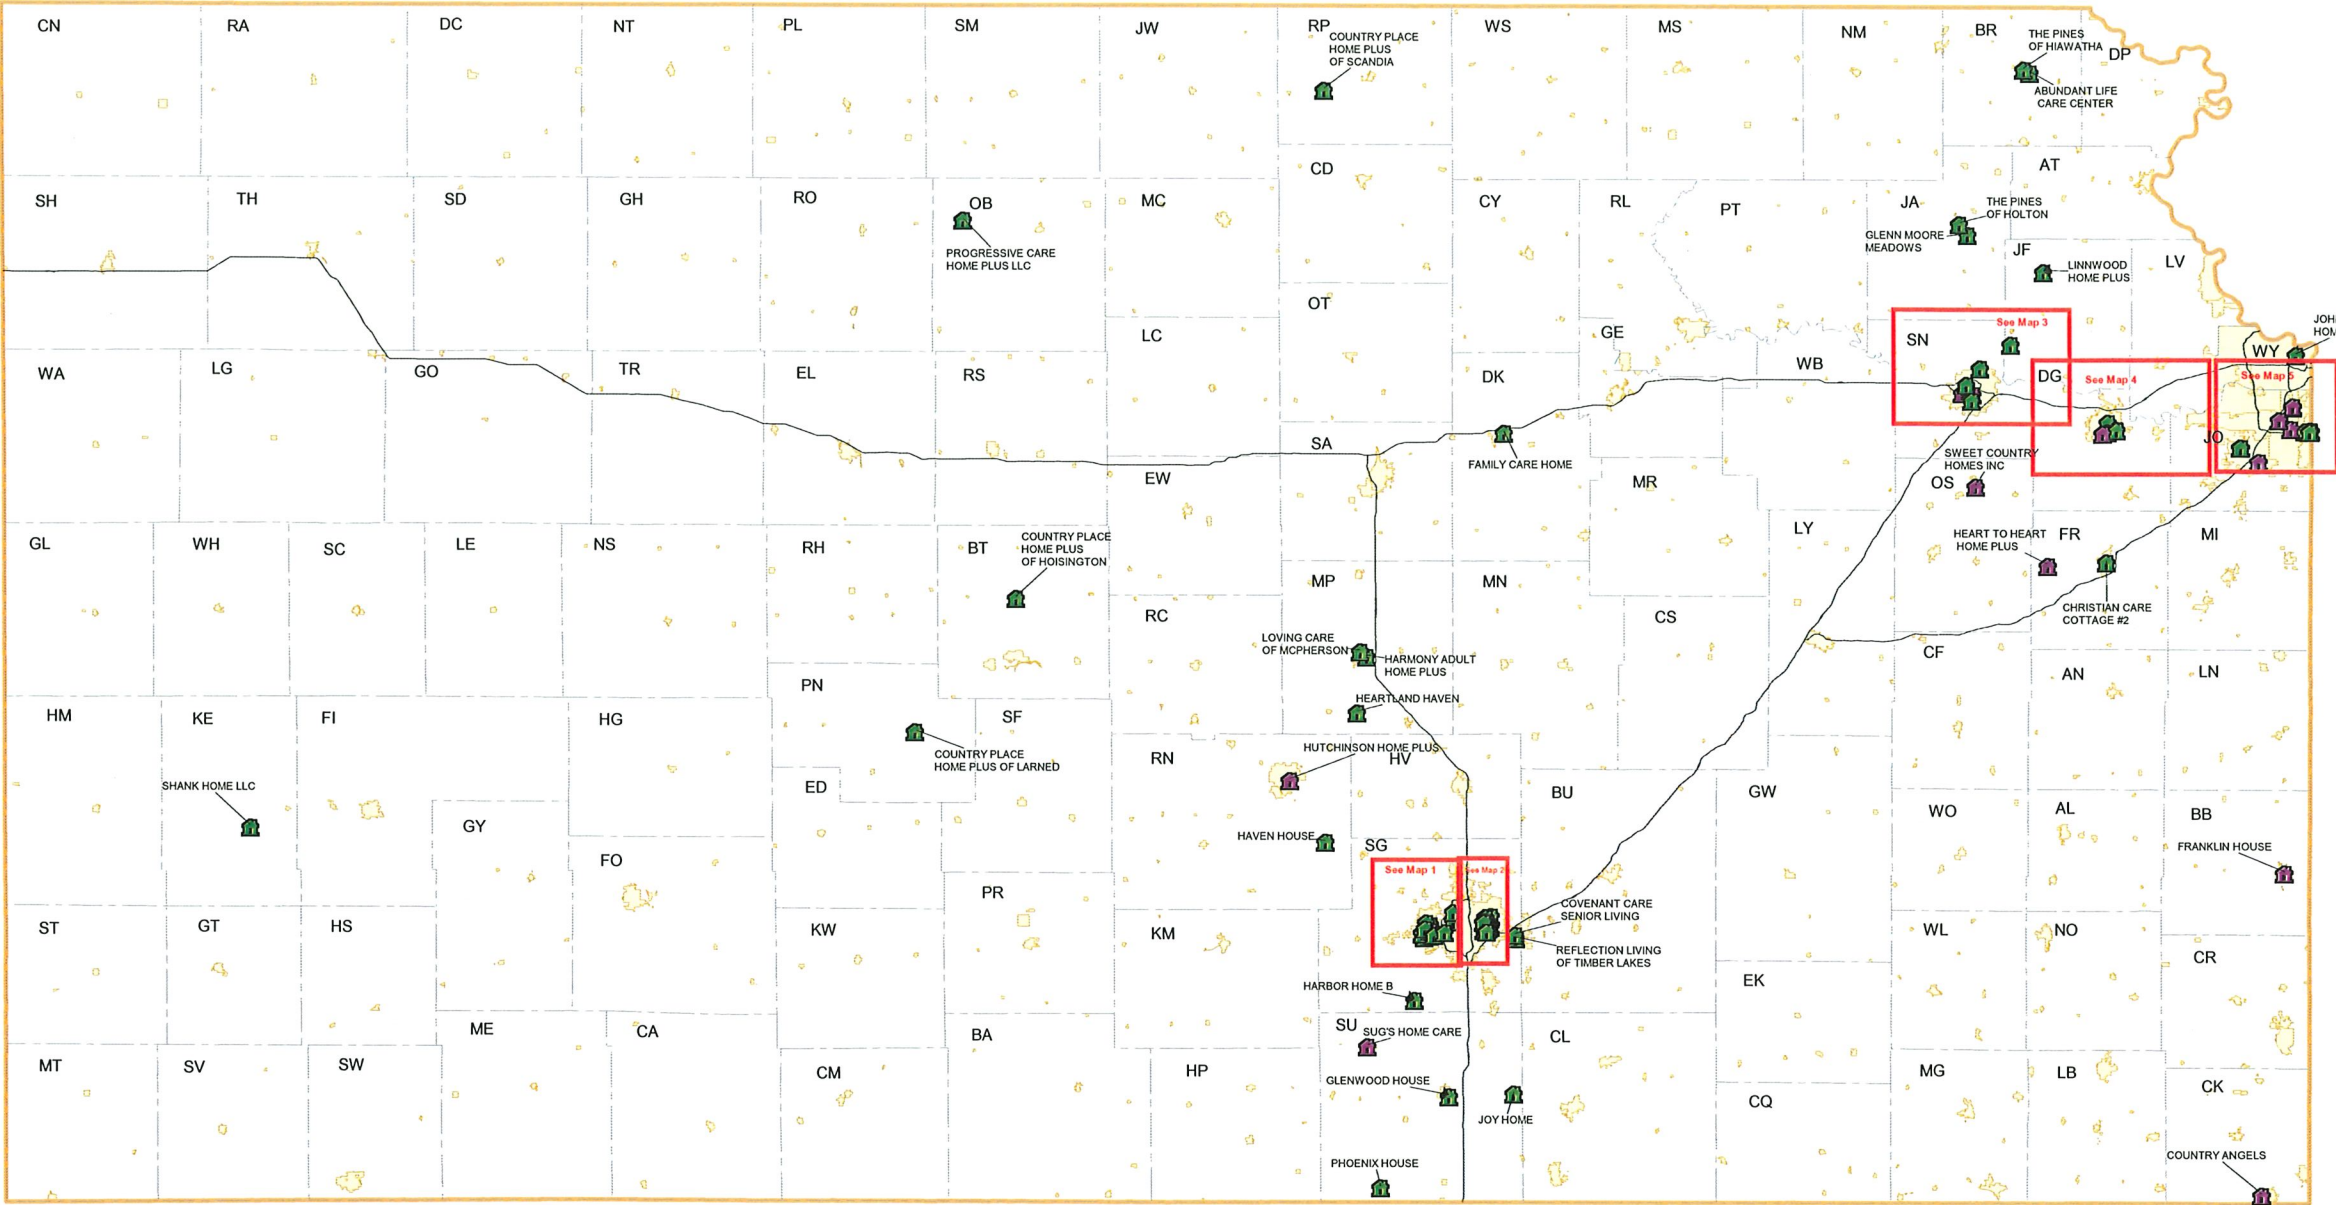 CN
RA
DC
NT
PL
SM
JW
RP
COUNTRY PLACE
HOME PLUS
OF SCANDIA
WS
MS
NM
BR
THE PINES
OF HIAWATHA
DP
ABUNDANT LIFE
CARE CENTER
CD
AT
SH
TH
SD
GH
RO
OB
PROGRESSIVE CARE
HOME PLUS LLC
MC
CY
RL
PT
JA
THE PINES
OF HOLTON
GLENN MOORE
MEADOWS
JF
LINNWOOD
HOME PLUS
LV
OT
LC
GE
SN
See Map 3
WA
LG
GO
TR
EL
RS
DK
WB
DG
See Map 4
WY
See Map 5
JO
SA
FAMILY CARE HOME
EW
MR
SWEET COUNTRY
HOMES INC
OS
GL
WH
SC
LE
NS
RH
BT
COUNTRY PLACE
HOME PLUS
OF HOISINGTON
LY
HEART TO HEART
HOME PLUS
FR
MI
MP
MN
CHRISTIAN CARE
COTTAGE #2
RC
CS
LOVING CARE
OF MCPHERSON
HARMONY ADULT
HOME PLUS
CF
AN
LN
PN
HEARTLAND HAVEN
HM
KE
FI
HG
SF
COUNTRY PLACE
HOME PLUS OF LARNED
RN
HUTCHINSON HOME PLUS
HV
SHANK HOME LLC
ED
BU
GW
GY
WO
AL
BB
HAVEN HOUSE
SG
FRANKLIN HOUSE
FO
See Map 1
See Map 2
PR
COVENANT CARE
SENIOR LIVING
ST
GT
HS
KW
KM
WL
NO
REFLECTION LIVING
OF TIMBER LAKES
CR
HARBOR HOME B
EK
ME
CA
BA
SU
SUG'S HOME CARE
CL
MT
SV
SW
CM
HP
GLENWOOD HOUSE
MG
LB
CK
JOY HOME
CQ
PHOENIX HOUSE
COUNTRY ANGELS